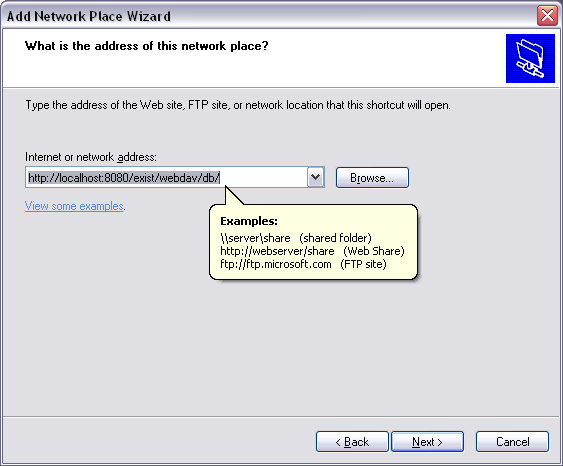 Add Network Place Wizard
What is the address of this network place?
Type the address of the Web site, FTP site, or network location that this shortcut will open.
Internet or network address:
http://localhost:8080/exist/webdav/db/
Browse...
View some examples.
Examples:
\\server\share (shared folder)
http://webserver/share (Web Share)
ftp://ftp.microsoft.com (FTP site)
< Back
Next >
Cancel